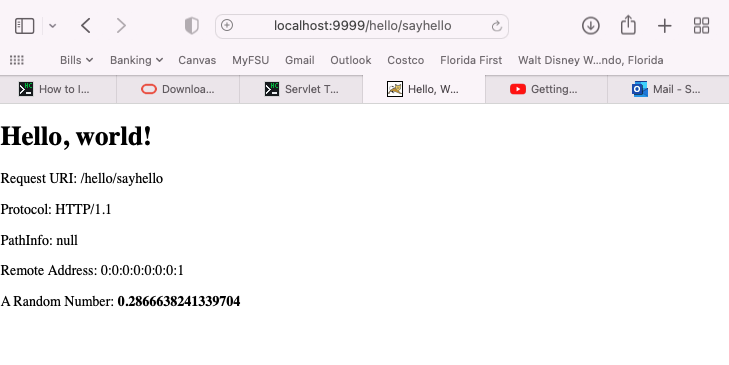 localhost:9999/hello/sayhello
Bills Banking Canvas MyFSU Gmail Outlook Costco Florida First Walt Disney W...ndo, Florida
How to I... Downloa... Servlet T... Hello, W... Getting... Mail - S...
Hello, world!
Request URI: /hello/sayhello
Protocol: HTTP/1.1
PathInfo: null
Remote Address: 0:0:0:0:0:0:0:1
A Random Number: 0.2866638241339704